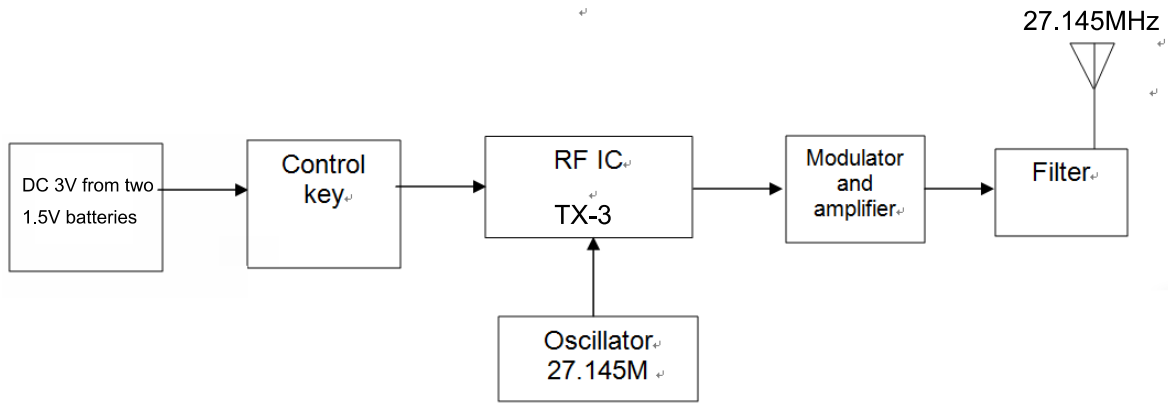 27.145MHz
DC 3V from two
1.5V batteries
Control
key
RF IC
TX-3
Modulator
and
amplifier
Filter
Oscillator
27.145M